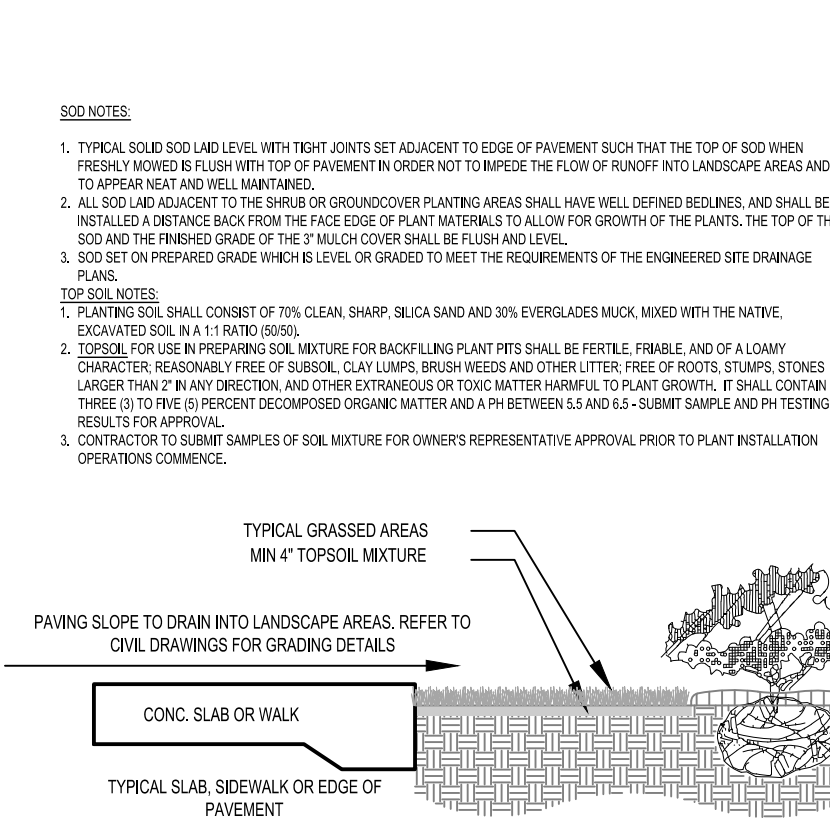 SOD NOTES:
1. TYPICAL SOLID SOD LAID LEVEL WITH TIGHT JOINTS SET ADJACENT TO EDGE OF PAVEMENT SUCH THAT THE TOP OF SOD WHEN
FRESHLY MOWED IS FLUSH WITH TOP OF PAVEMENT IN ORDER NOT TO IMPEDE THE FLOW OF RUNOFF INTO LANDSCAPE AREAS AND
TO APPEAR NEAT AND WELL MAINTAINED.
2. ALL SOD LAID ADJACENT TO THE SHRUB OR GROUNDCOVER PLANTING AREAS SHALL HAVE WELL DEFINED BEDLINES, AND SHALL BE
INSTALLED A DISTANCE BACK FROM THE FACE EDGE OF PLANT MATERIALS TO ALLOW FOR GROWTH OF THE PLANTS. THE TOP OF
SOD AND THE FINISHED GRADE OF THE 3" MULCH COVER SHALL BE FLUSH AND LEVEL.
3. SOD SET ON PREPARED GRADE WHICH IS LEVEL OR GRADED TO MEET THE REQUIREMENTS OF THE ENGINEERED SITE DRAINAGE
PLANS.
TOP SOIL NOTES:
1. PLANTING SOIL SHALL CONSIST OF 70% CLEAN, SHARP, SILICA SAND AND 30% EVERGLADES MUCK, MIXED WITH THE NATIVE,
EXCAVATED SOIL IN A 1:1 RATIO (50/50).
2. TOPSOIL FOR USE IN PREPARING SOIL MIXTURE FOR BACKFILLING PLANT PITS SHALL BE FERTILE, FRIABLE, AND OF A LOAMY
CHARACTER; REASONABLY FREE OF SUBSOIL, CLAY LUMPS, BRUSH WEEDS AND OTHER LITTER; FREE OF ROOTS, STUMPS, STONES
LARGER THAN 2" IN ANY DIRECTION, AND OTHER EXTRANEOUS OR TOXIC MATTER HARMFUL TO PLANT GROWTH. IT SHALL CONTAIN
THREE (3) TO FIVE (5) PERCENT DECOMPOSED ORGANIC MATTER AND A PH BETWEEN 5.5 AND 6.5 - SUBMIT SAMPLE AND PH TESTING
RESULTS FOR APPROVAL.
3. CONTRACTOR TO SUBMIT SAMPLES OF SOIL MIXTURE FOR OWNER'S REPRESENTATIVE APPROVAL PRIOR TO PLANT INSTALLATION
OPERATIONS COMMENCE.
TYPICAL GRASSED AREAS
MIN 4" TOPSOIL MIXTURE
PAVING SLOPE TO DRAIN INTO LANDSCAPE AREAS. REFER TO
CIVIL DRAWINGS FOR GRADING DETAILS
CONC. SLAB OR WALK
TYPICAL SLAB, SIDEWALK OR EDGE OF
PAVEMENT